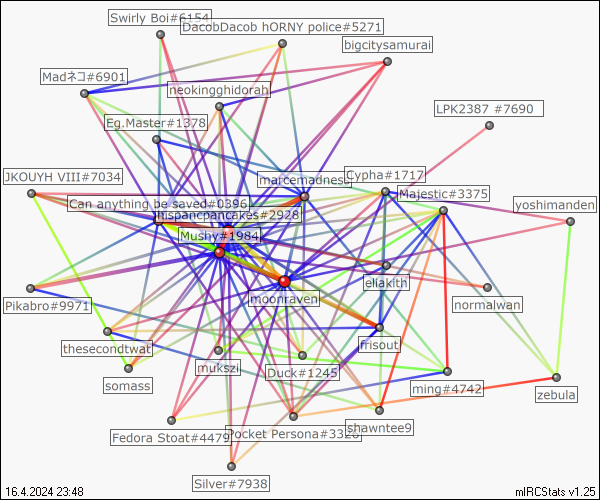 Swirly Boi#6154
DacobDacob hORNY police#5271
bigcitysamurai
Madネコ#6901
neokingghidorah
LPK2387 #7690
Eg.Master#1378
JKOUYH VIII#7034
marcemadness
Cypha#1717
Majestic#3375
Can anything be saved#0396
yoshimanden
hispancpancakes#2928
Mushy#1984
eliakith
moonraven
Pikabro#9971
normalwan
thesecondtwat
frisout
mukszi
Duck#1245
somass
ming#4742
zebula
Fedora Stoat#4479
Pocket Persona#3326
shawntee9
Silver#7938
16.4.2024 23:48
mIRCStats v1.25